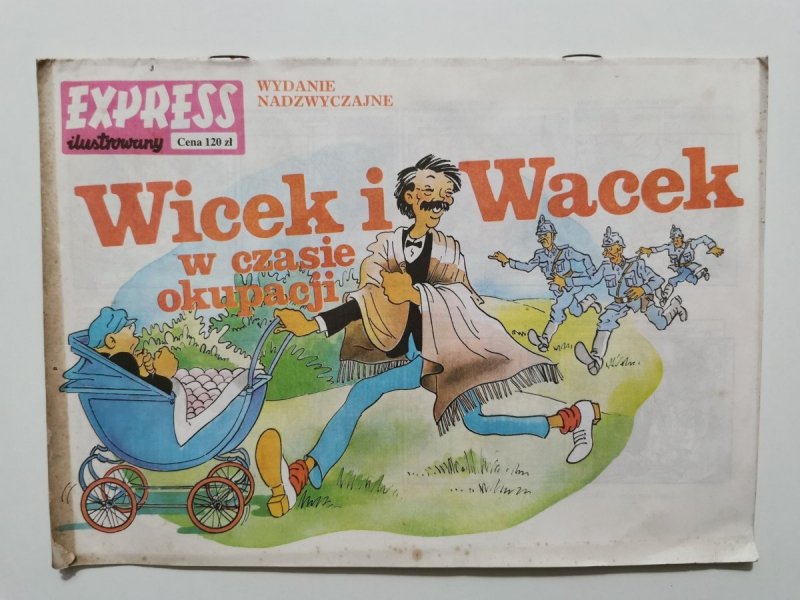 EXPRESS
ilustrowany
Cena 120 zł
WYDANIE
NADZWYCZAJNE
Wicek i Wacek
w czasie
okupacji